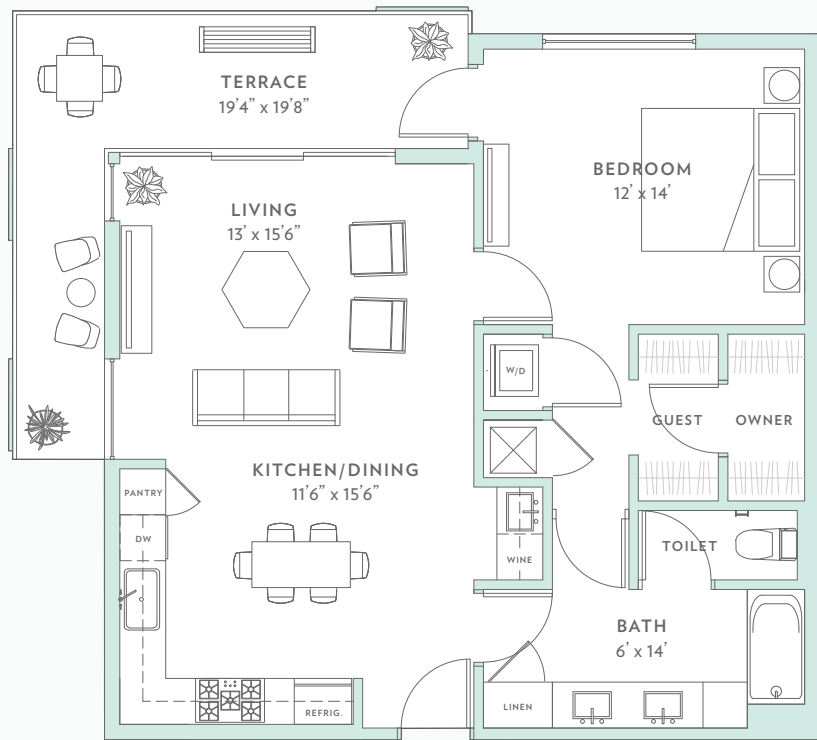 TERRACE
19'4” x 19'8”
BEDROOM
12' x 14'
LIVING
13' x 15'6”
W/D
GUEST
OWNER
KITCHEN/DINING
11'6” x 15'6”
PANTRY
DW
WINE
TOILET
BATH
6' x 14'
LINEN
REFRIG.